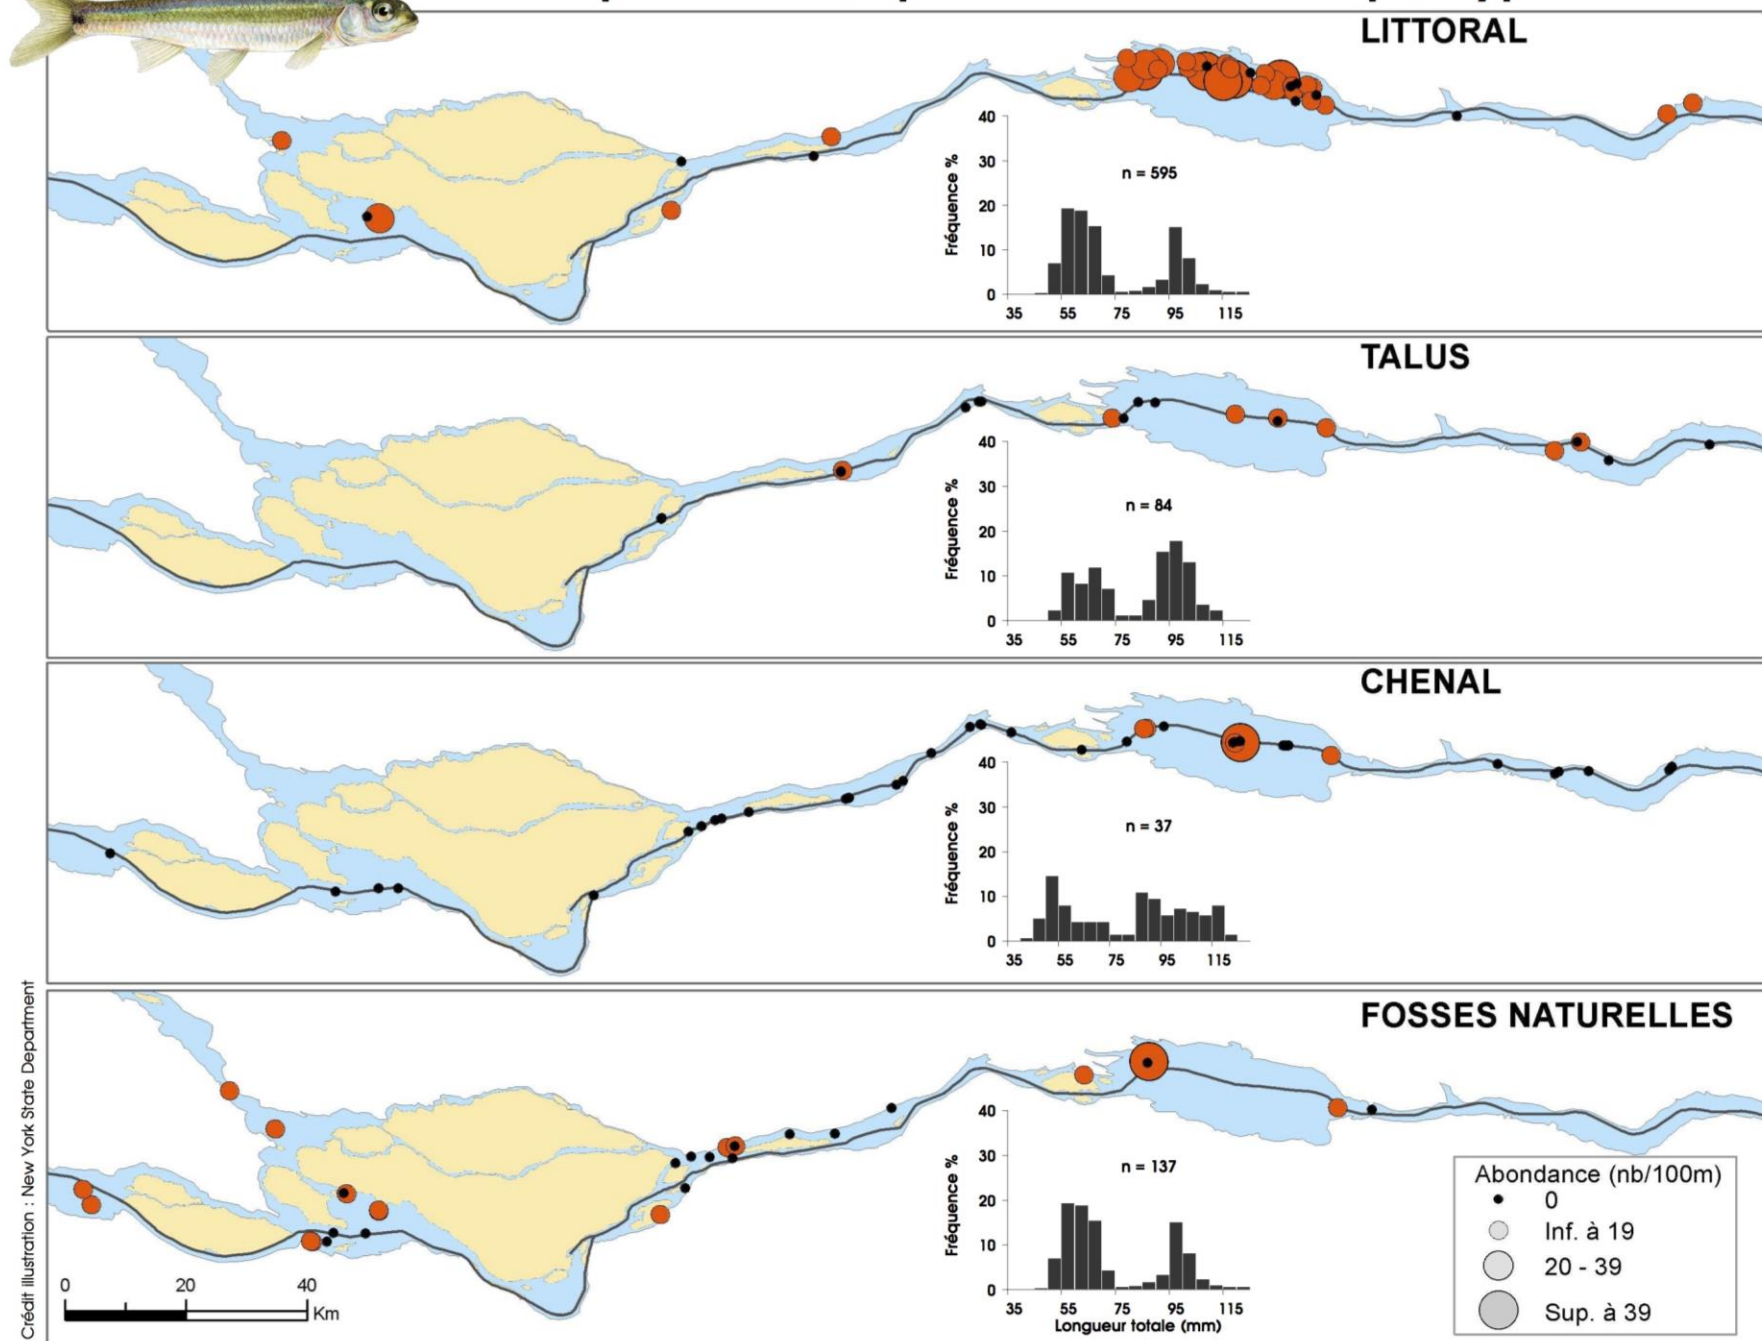 LITTORAL
40
30
20
10
0
Fréquence %
n = 595
35 55 75 95 115
TALUS
40
30
20
10
0
Fréquence %
n = 84
35 55 75 95 115
CHENAL
40
30
20
10
0
Fréquence %
n = 37
35 55 75 95 115
FOSSES NATURELLES
40
30
20
10
0
Fréquence %
n = 137
35 55 75 95 115
Longueur totale (mm)
Abondance (nb/100m)
0
Inf. à 19
20 - 39
Sup. à 39
0 20 40
Km
Crédit illustration : New York State Department